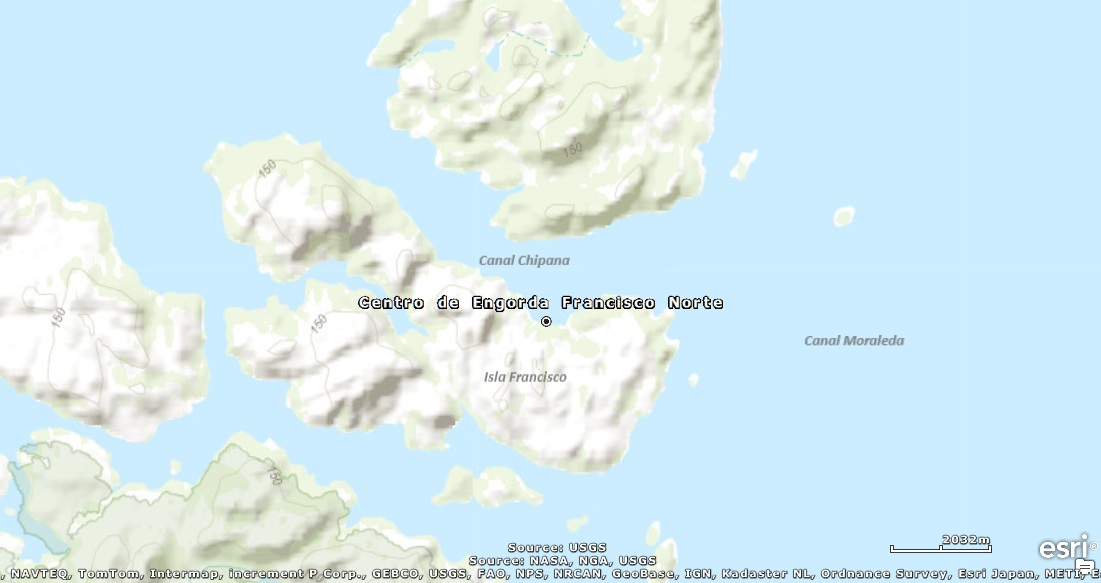 150
150
Canal Chipana
Centro de Engorda Francisco Norte
150
150
Canal Moraleda
Isla Francisco
150
2032m
esri
Source: USGS
Source: NASA, NGA, USGS
, NAVTEQ, TomTom, Intermap, increment P Corp., GEBCO, USGS, FAO, NPS, NRCAN, GeoBase, IGN, Kadaster NL, Ordnance Survey, Esri Japan, METI, Es